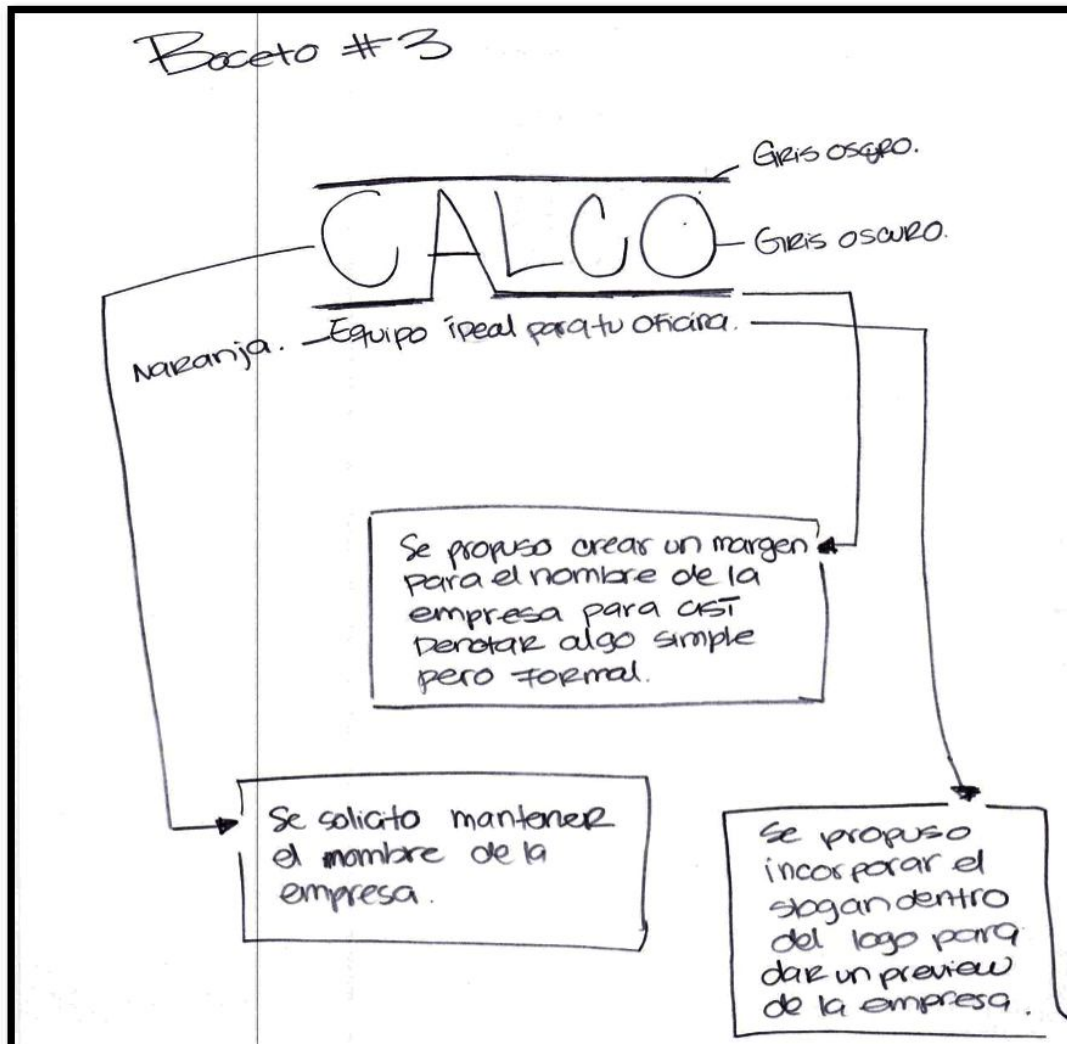 Boceto #3
Gris oscuro.
CALCO
Gris oscuro.
Naranja.
Equipo ideal para tu oficina.
Se propuso crear un margen
para el nombre de la
empresa para así
denotar algo simple
pero formal.
Se solicito mantener
el nombre de la
empresa.
Se propuso
incorporar el
slogan dentro
del logo para
dar un preview
de la empresa.